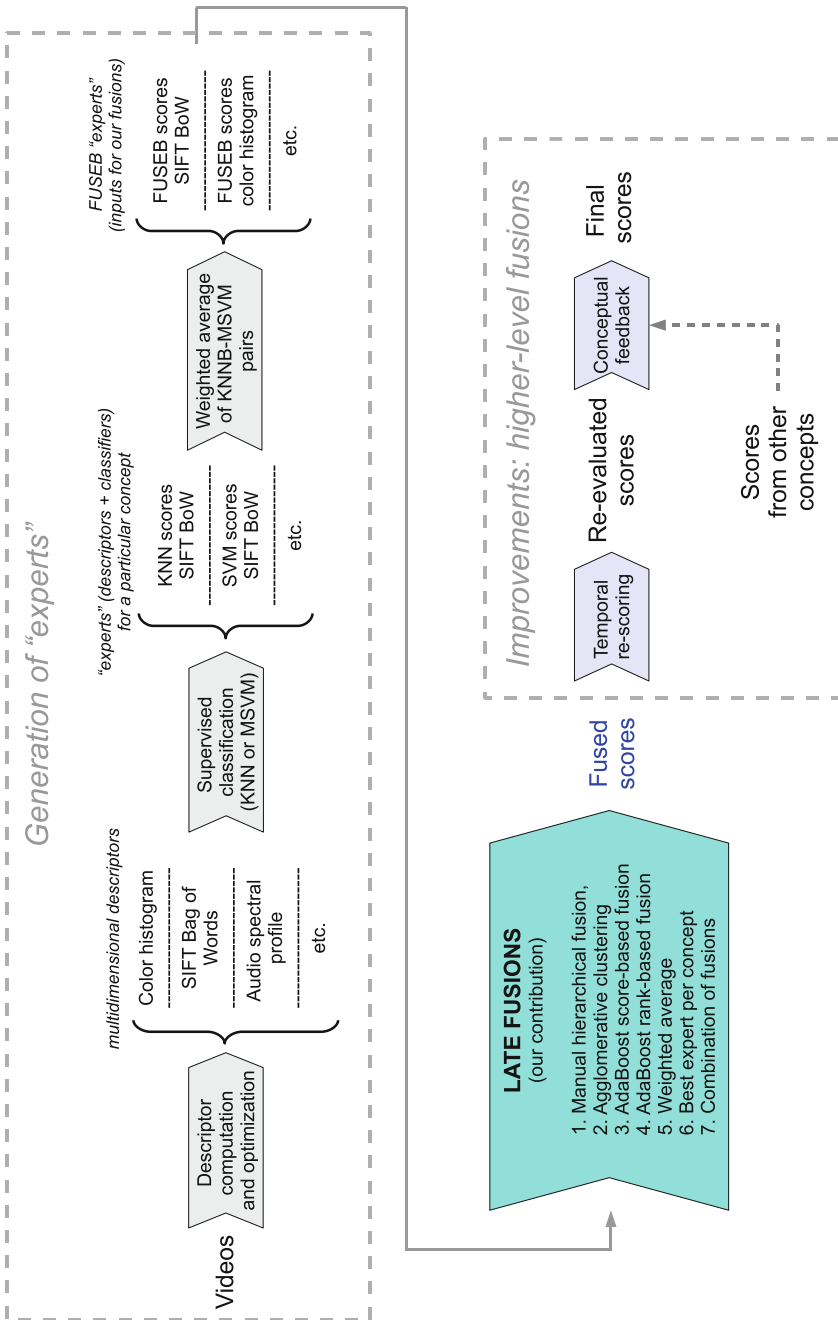 Generation of “experts”
Videos
Descriptor
computation
and optimization
multidimensional descriptors
Color histogram
SIFT Bag of
Words
Audio spectral
profile
etc.
Supervised
classification
(KNN or MSVM)
“experts” (descriptors + classifiers)
for a particular concept
KNN scores
SIFT BoW
SVM scores
SIFT BoW
etc.
Weighted average
of KNNB-MSVM
pairs
FUSEB “experts”
(inputs for our fusions)
FUSEB scores
SIFT BoW
FUSEB scores
color histogram
etc.
LATE FUSIONS
(our contribution)
1. Manual hierarchical fusion,
2. Agglomerative clustering
3. AdaBoost score-based fusion
4. AdaBoost rank-based fusion
5. Weighted average
6. Best expert per concept
7. Combination of fusions
Fused
scores
Improvements: higher-level fusions
Temporal
re-scoring
Re-evaluated
scores
Conceptual
feedback
Final
scores
Scores
from other
concepts